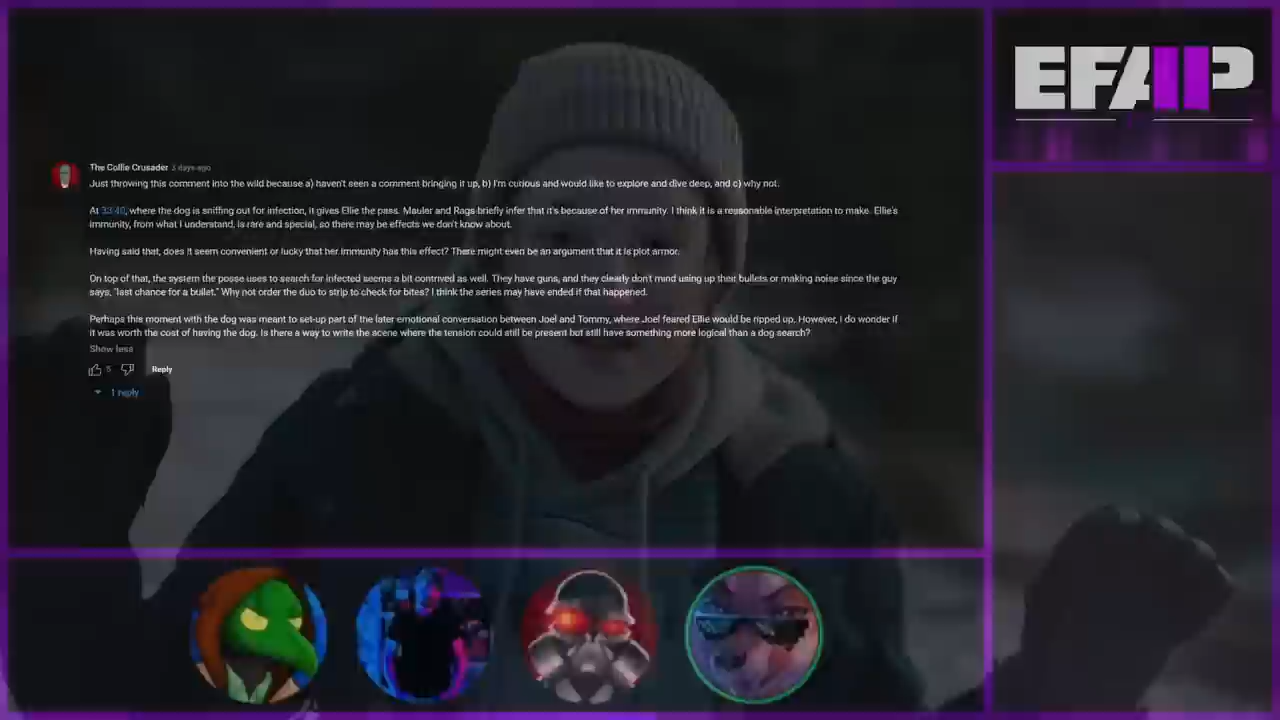 EFAP
The Collie Crusader 3 days ago
Just throwing this comment into the wild because a) haven't seen a comment bringing it up, b) I'm curious and would like to explore and dive deep, and c) why not.
At 33:40, where the dog is sniffing out for infection, it gives Ellie the pass. Mauler and Rags briefly infer that it's because of her immunity. I think it is a reasonable interpretation to make. Ellie's
immunity, from what I understand, is rare and special, so there may be effects we don't know about.
Having said that, does it seem convenient or lucky that her immunity has this effect? There might even be an argument that it is plot armor.
On top of that, the system the posse uses to search for infected seems a bit contrived as well. They have guns, and they clearly don't mind using up their bullets or making noise since the guy
says, "last chance for a bullet." Why not order the duo to strip to check for bites? I think the series may have ended if that happened.
Perhaps this moment with the dog was meant to set-up part of the later emotional conversation between Joel and Tommy, where Joel feared Ellie would be ripped up. However, I do wonder if
it was worth the cost of having the dog. Is there a way to write the scene where the tension could still be present but still have something more logical than a dog search?
Show less
5 Reply
1 reply